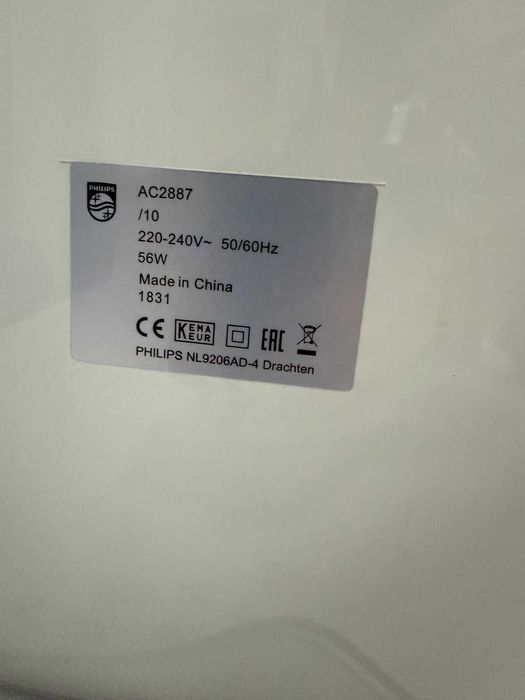 PHILIPS
AC2887
/10
220-240V~ 50/60Hz
56W
Made in China
1831
CE KEMA EUR EAC
PHILIPS NL9206AD-4 Drachten